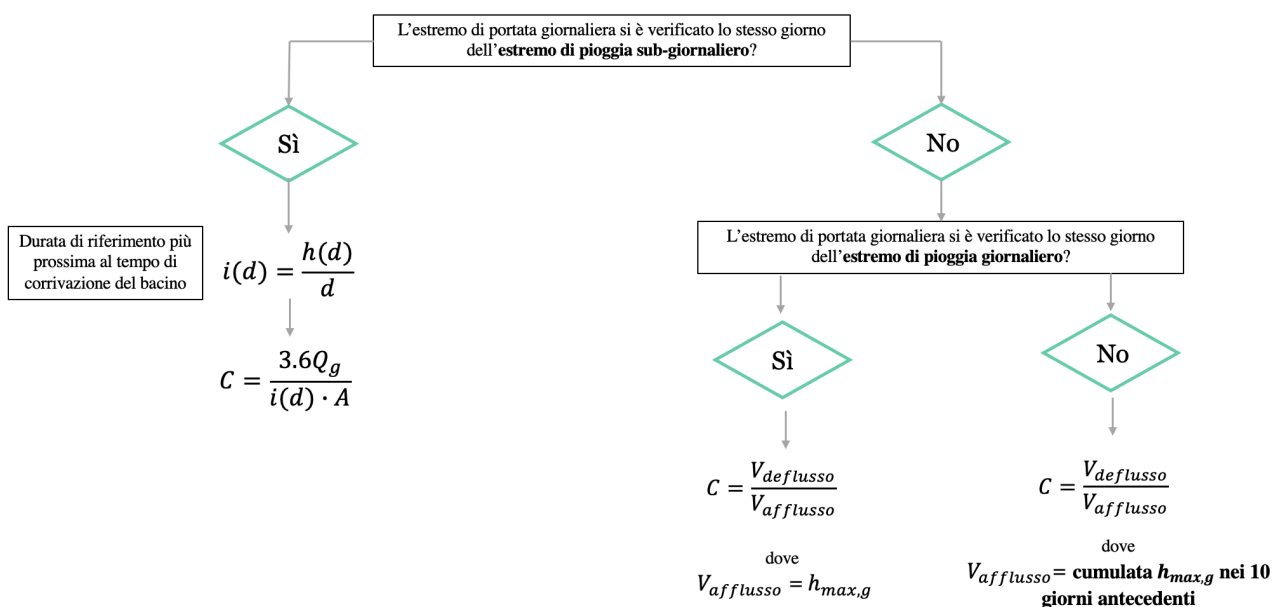 L'estremo di portata giornaliera si è verificato lo stesso giorno
dell'estremo di pioggia sub-giornaliero?
Sì
No
Durata di riferimento più
prossima al tempo di
corrivazione del bacino
i(d) = h(d)/d
C = 3.6Q_g/(i(d) · A)
L'estremo di portata giornaliera si è verificato lo stesso giorno
dell'estremo di pioggia giornaliero?
Sì
No
C = V_deflusso/V_afflusso
dove
V_afflusso = h_max,g
C = V_deflusso/V_afflusso
dove
V_afflusso= cumulata h_max,g nei 10
giorni antecedenti